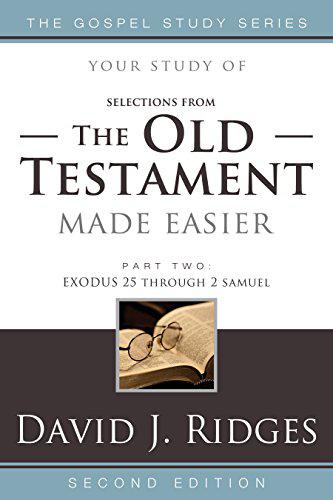 THE GOSPEL STUDY SERIES
YOUR STUDY OF
SELECTIONS FROM
THE OLD
TESTAMENT
MADE EASIER
PART TWO:
EXODUS 25 THROUGH 2 SAMUEL
DAVID J. RIDGES
SECOND EDITION